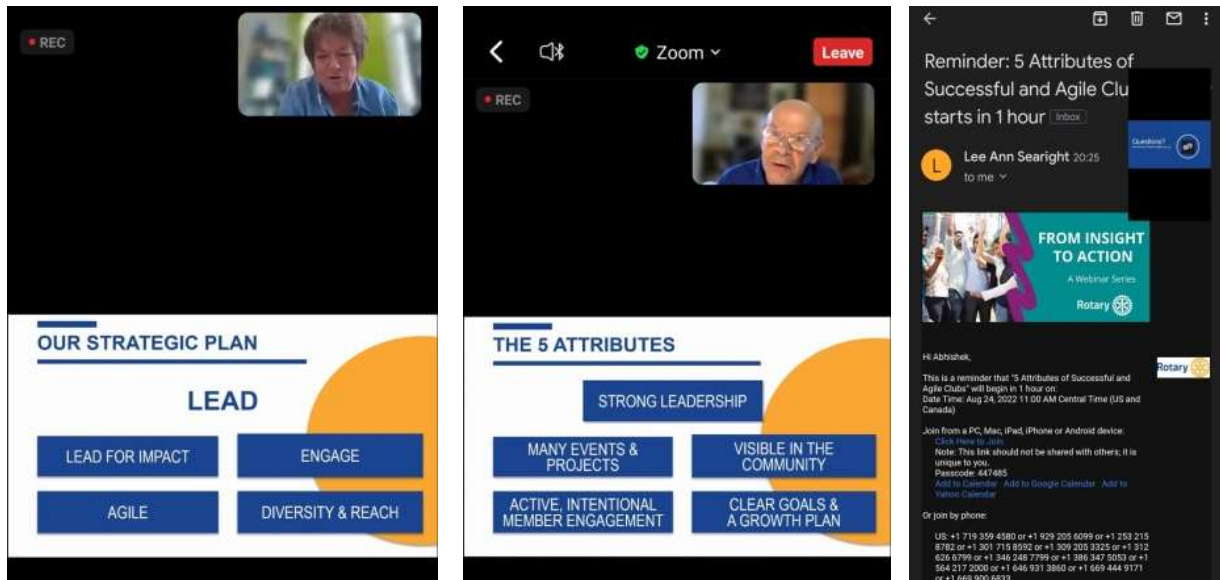 REC
OUR STRATEGIC PLAN
LEAD
LEAD FOR IMPACT
ENGAGE
AGILE
DIVERSITY & REACH
Zoom
Leave
REC
THE 5 ATTRIBUTES
STRONG LEADERSHIP
MANY EVENTS &
PROJECTS
VISIBLE IN THE
COMMUNITY
ACTIVE, INTENTIONAL
MEMBER ENGAGEMENT
CLEAR GOALS &
A GROWTH PLAN
Reminder: 5 Attributes of
Successful and Agile Clu
starts in 1 hour Inbox
Questions?
L
Lee Ann Searight 20:25
to me
FROM INSIGHT
TO ACTION
A Webinar Series
Rotary
Rotary
Hi Abhishek,
This is a reminder that "5 Attributes of Successful and
Agile Clubs" will begin in 1 hour on:
Date Time: Aug 24, 2022 11:00 AM Central Time (US and
Canada)
Join from a PC, Mac, iPad, iPhone or Android device:
Click Here to Join
Note: This link should not be shared with others; it is
unique to you.
Passcode: 447485
Add to Calendar Add to Google Calendar Add to
Yahoo Calendar
Or join by phone:
US: +1 719 359 4580 or +1 929 205 6099 or +1 253 215
8782 or +1 301 715 8592 or +1 309 205 3325 or +1 312
626 6799 or +1 346 248 7799 or +1 386 347 5053 or +1
564 217 2000 or +1 646 931 3860 or +1 669 444 9171
or +1 669 900 6833